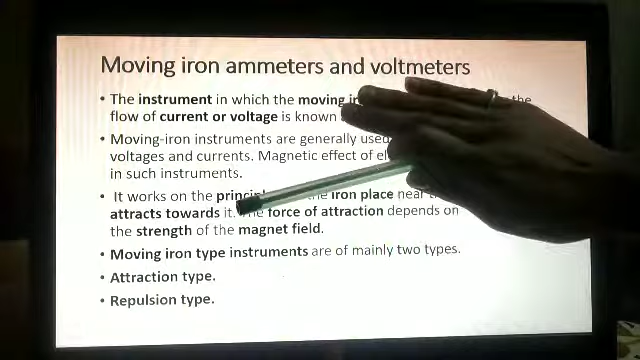 Moving iron ammeters and voltmeters
• The instrument in which the moving the
flow of current or voltage is known
• Moving-iron instruments are generally used
voltages and currents. Magnetic effect of
in such instruments.
• It works on the iron place near
attracts towards it. The force of attraction depends on
the strength of the magnet field.
• Moving iron type instruments are of mainly two types.
• Attraction type.
• Repulsion type.